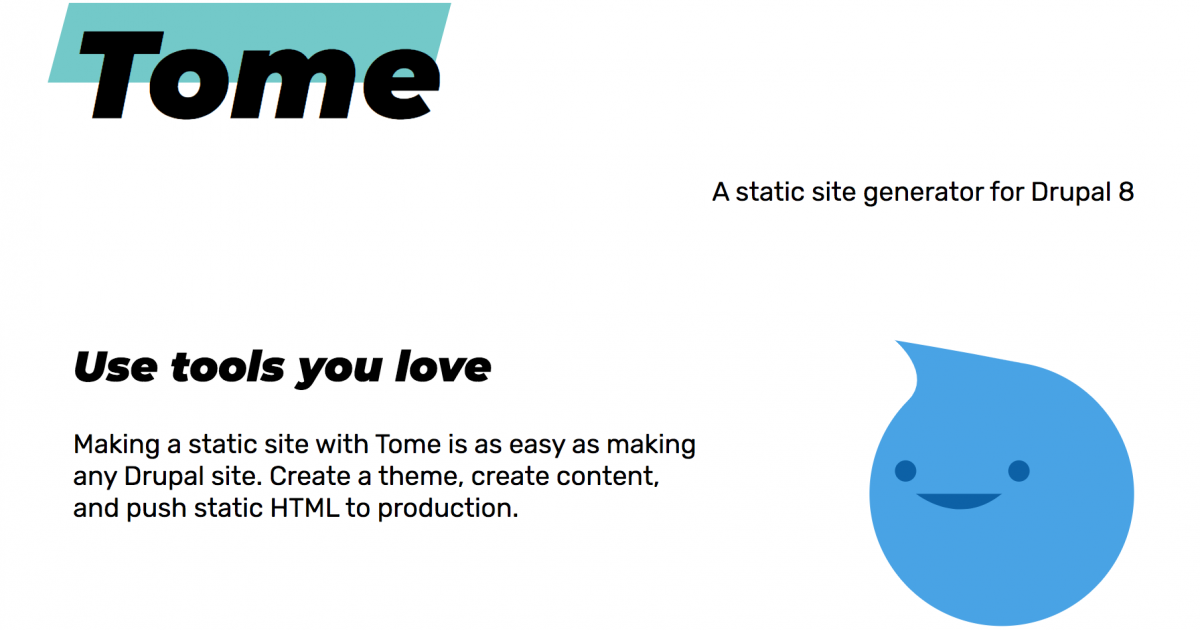 Tome
A static site generator for Drupal 8
Use tools you love
Making a static site with Tome is as easy as making
any Drupal site. Create a theme, create content,
and push static HTML to production.